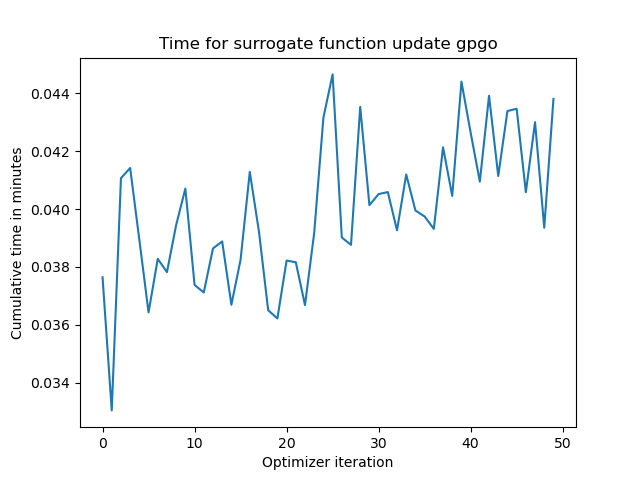 Time for surrogate function update gpgo
Cumulative time in minutes
0.044
0.042
0.040
0.038
0.036
0.034
0 10 20 30 40 50
Optimizer iteration